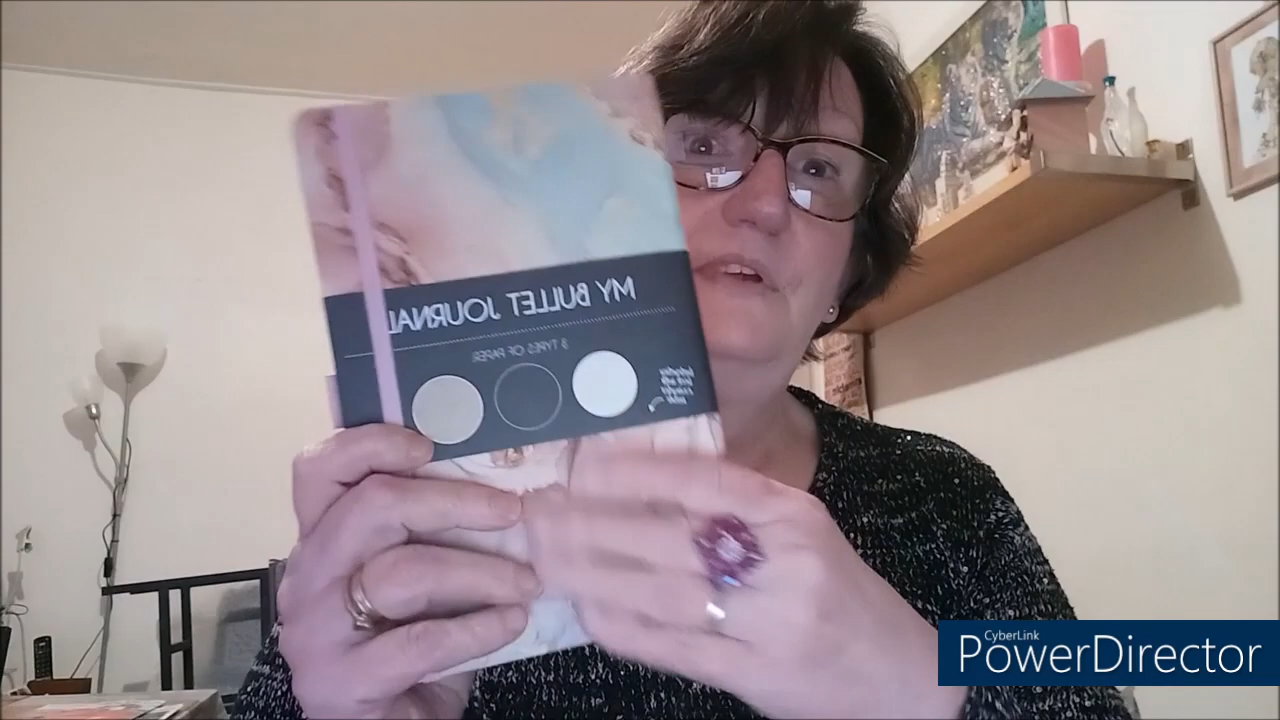 MY BULLET JOURNAL
3 TYPES OF PAPER
CyberLink
PowerDirector